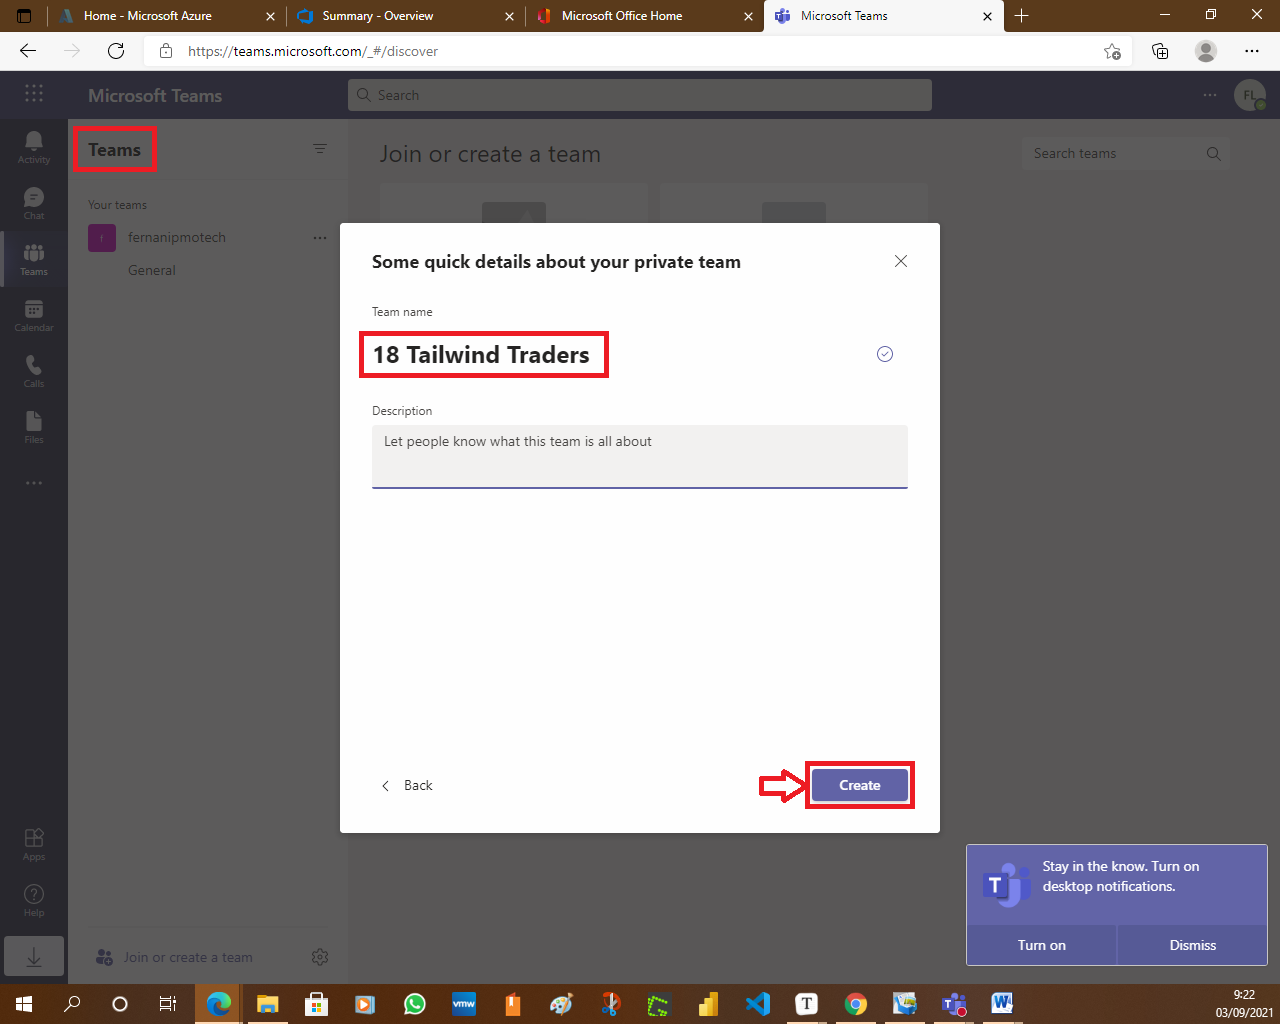 Home - Microsoft Azure
Summary - Overview
Microsoft Office Home
Microsoft Teams
https://teams.microsoft.com/_#/discover
Microsoft Teams
Search
FL
Activity
Chat
Teams
Calendar
Calls
Files
Apps
Help
Teams
Your teams
f
fernanipmotech
General
Join or create a team
Join or create a team
Search teams
Some quick details about your private team
Team name
18 Tailwind Traders
Description
Let people know what this team is all about
Back
Create
T
Stay in the know. Turn on
desktop notifications.
Turn on
Dismiss
vmw
T
W
9:22
03/09/2021